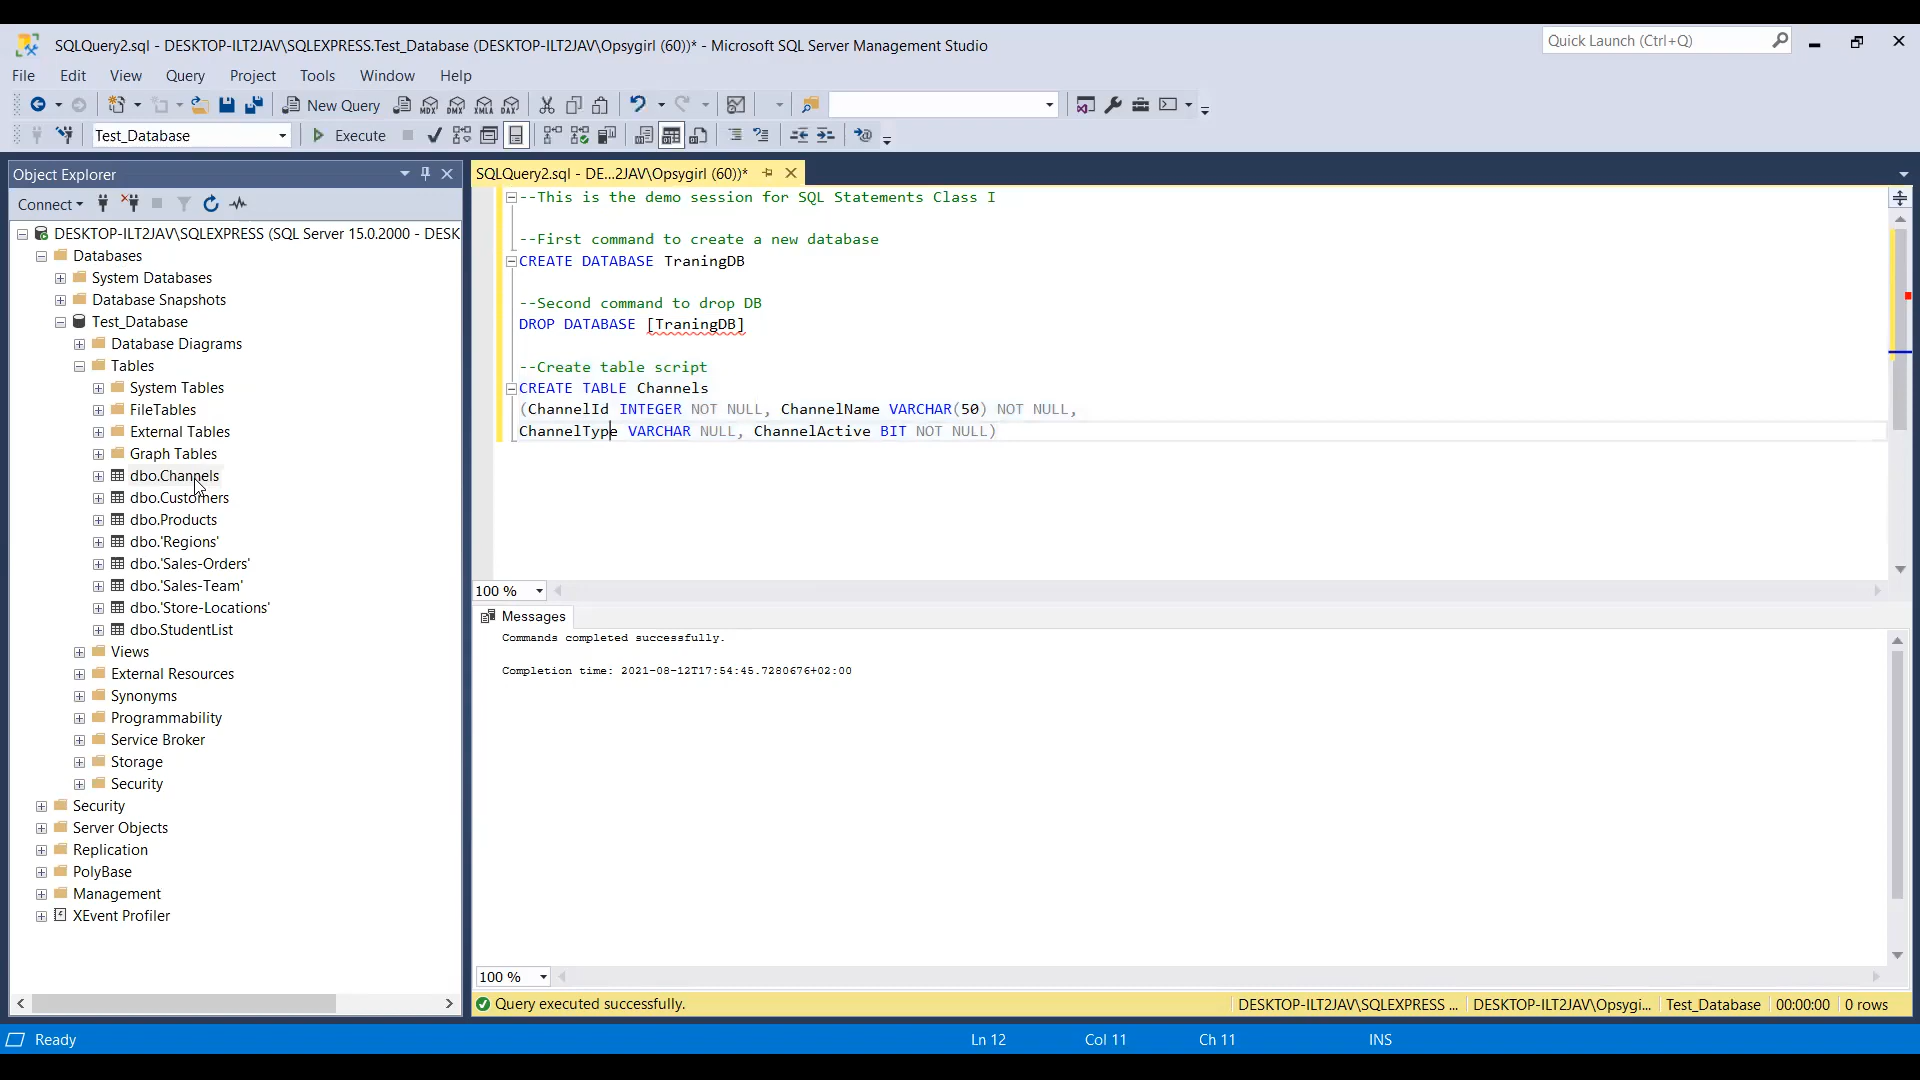 SQLQuery2.sql - DESKTOP-ILT2JAV\SQLEXPRESS.Test_Database (DESKTOP-ILT2JAV\Opsygirl (60))* - Microsoft SQL Server Management Studio
Quick Launch (Ctrl+Q)
File Edit View Query Project Tools Window Help
New Query MDX DMX XMLA DAX
Test_Database Execute
Object Explorer
Connect
DESKTOP-ILT2JAV\SQLEXPRESS (SQL Server 15.0.2000 - DESK
Databases
System Databases
Database Snapshots
Test_Database
Database Diagrams
Tables
System Tables
FileTables
External Tables
Graph Tables
dbo.Channels
dbo.Customers
dbo.Products
dbo.'Regions'
dbo.'Sales-Orders'
dbo.'Sales-Team'
dbo.'Store-Locations'
dbo.StudentList
Views
External Resources
Synonyms
Programmability
Service Broker
Storage
Security
Security
Server Objects
Replication
PolyBase
Management
XEvent Profiler
SQLQuery2.sql - DE...2JAV\Opsygirl (60))*
--This is the demo session for SQL Statements Class I
--First command to create a new database
CREATE DATABASE TraningDB
--Second command to drop DB
DROP DATABASE [TraningDB]
--Create table script
CREATE TABLE Channels
(ChannelId INTEGER NOT NULL, ChannelName VARCHAR(50) NOT NULL,
ChannelType VARCHAR NULL, ChannelActive BIT NOT NULL)
100 %
Messages
Commands completed successfully.
Completion time: 2021-08-12T17:54:45.7280676+02:00
100 %
Query executed successfully. DESKTOP-ILT2JAV\SQLEXPRESS ... DESKTOP-ILT2JAV\Opsygi... Test_Database 00:00:00 0 rows
Ready Ln 12 Col 11 Ch 11 INS